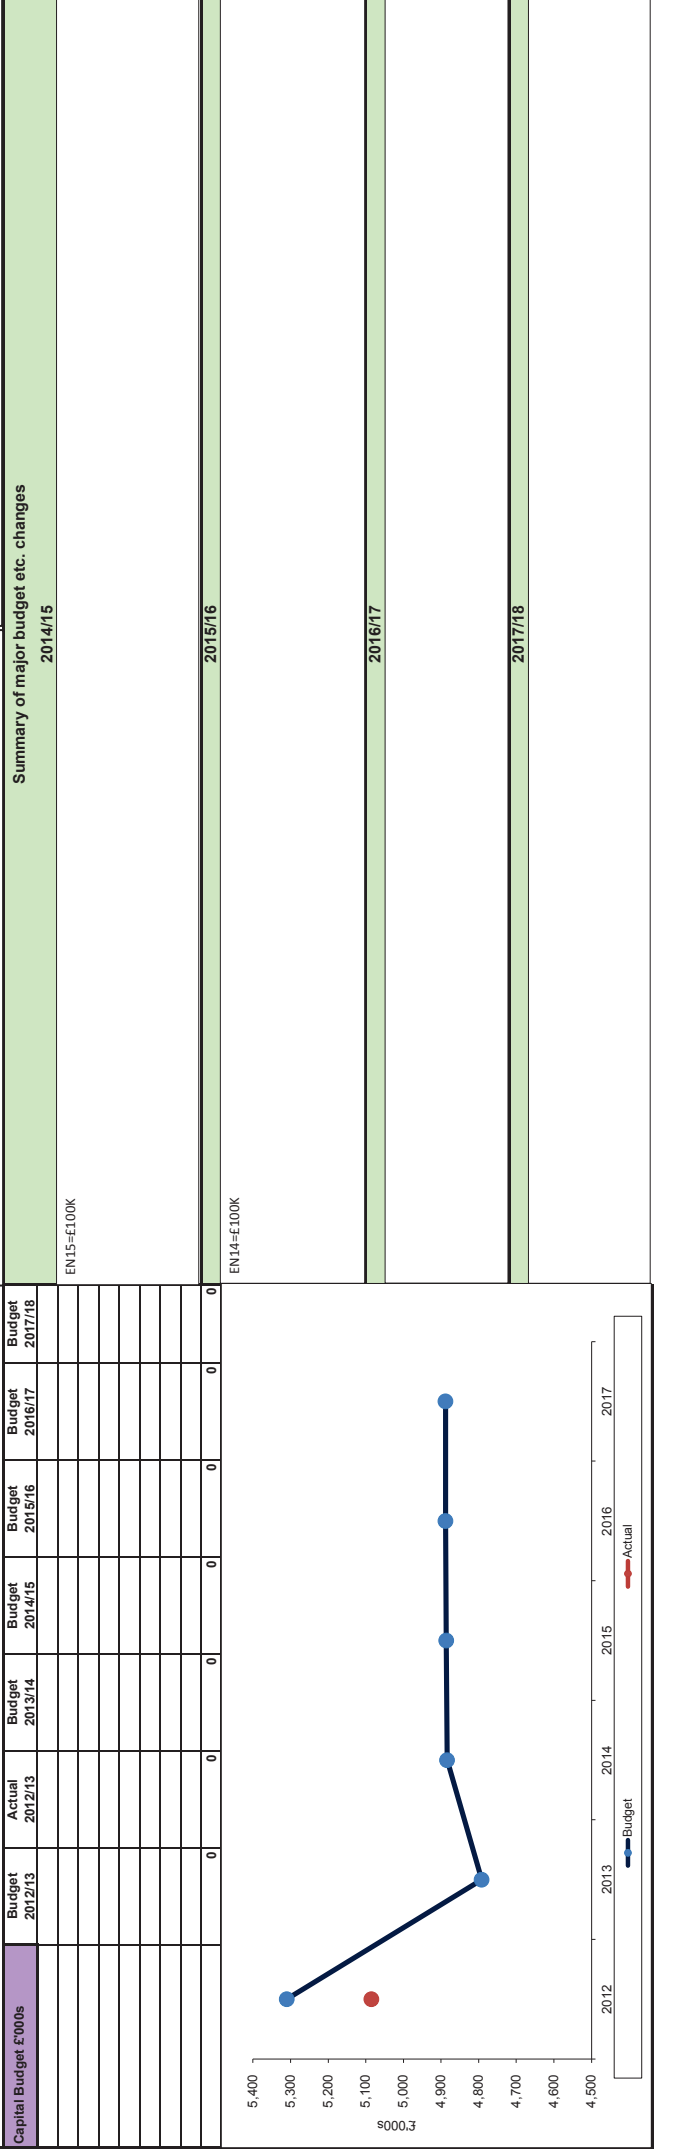 Capital Budget £'000s
Budget 2012/13
Actual 2012/13
Budget 2013/14
Budget 2014/15
Budget 2015/16
Budget 2016/17
Budget 2017/18
0 0 0 0 0 0 0
£'000s
5,400
5,300
5,200
5,100
5,000
4,900
4,800
4,700
4,600
4,500
2012 2013 2014 2015 2016 2017
Budget Actual
Summary of major budget etc. changes
2014/15
EN15=£100K
2015/16
EN14=£100K
2016/17
2017/18